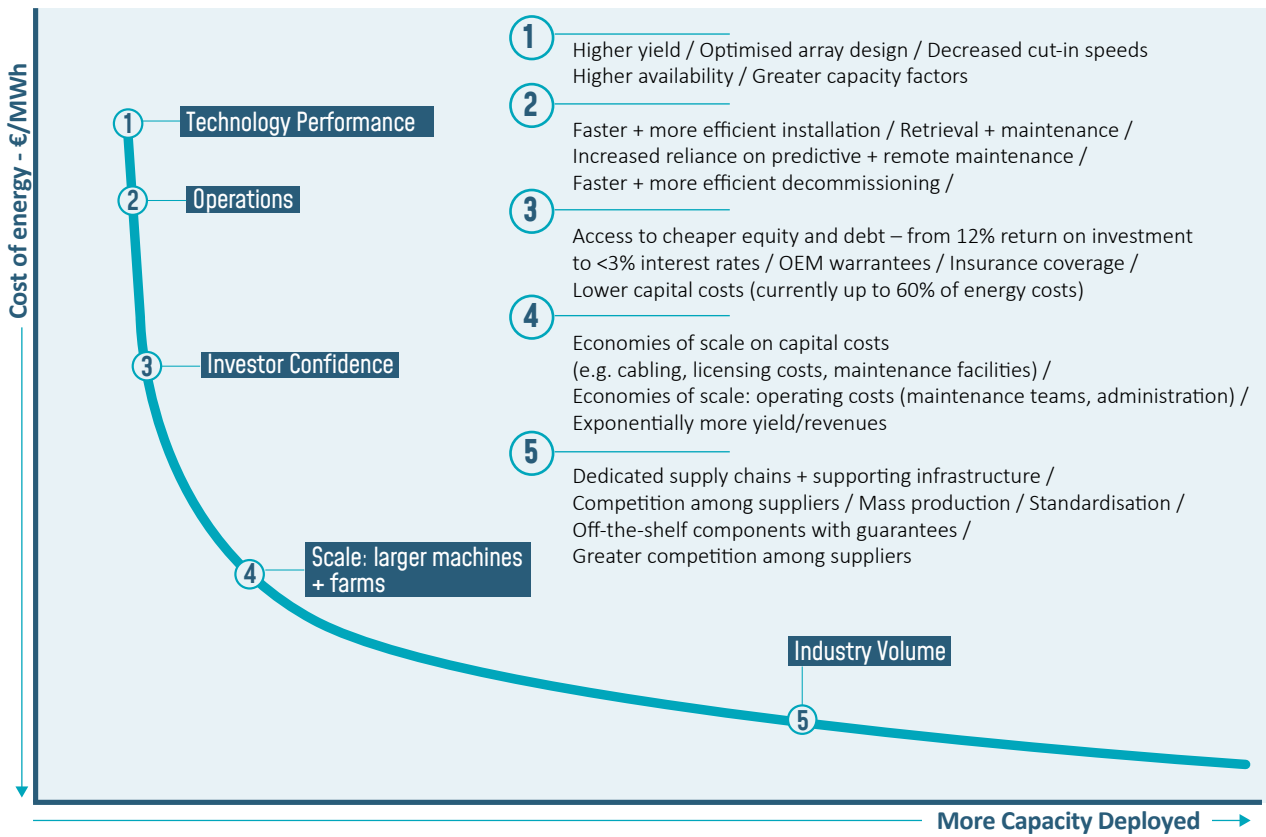 Cost of energy - €/MWh
1
Technology Performance
2
Operations
3
Investor Confidence
4
Scale: larger machines
+ farms
5
Industry Volume
1
Higher yield / Optimised array design / Decreased cut-in speeds
Higher availability / Greater capacity factors
2
Faster + more efficient installation / Retrieval + maintenance /
Increased reliance on predictive + remote maintenance /
Faster + more efficient decommissioning /
3
Access to cheaper equity and debt – from 12% return on investment
to <3% interest rates / OEM warrantees / Insurance coverage /
Lower capital costs (currently up to 60% of energy costs)
4
Economies of scale on capital costs
(e.g. cabling, licensing costs, maintenance facilities) /
Economies of scale: operating costs (maintenance teams, administration) /
Exponentially more yield/revenues
5
Dedicated supply chains + supporting infrastructure /
Competition among suppliers / Mass production / Standardisation /
Off-the-shelf components with guarantees /
Greater competition among suppliers
More Capacity Deployed